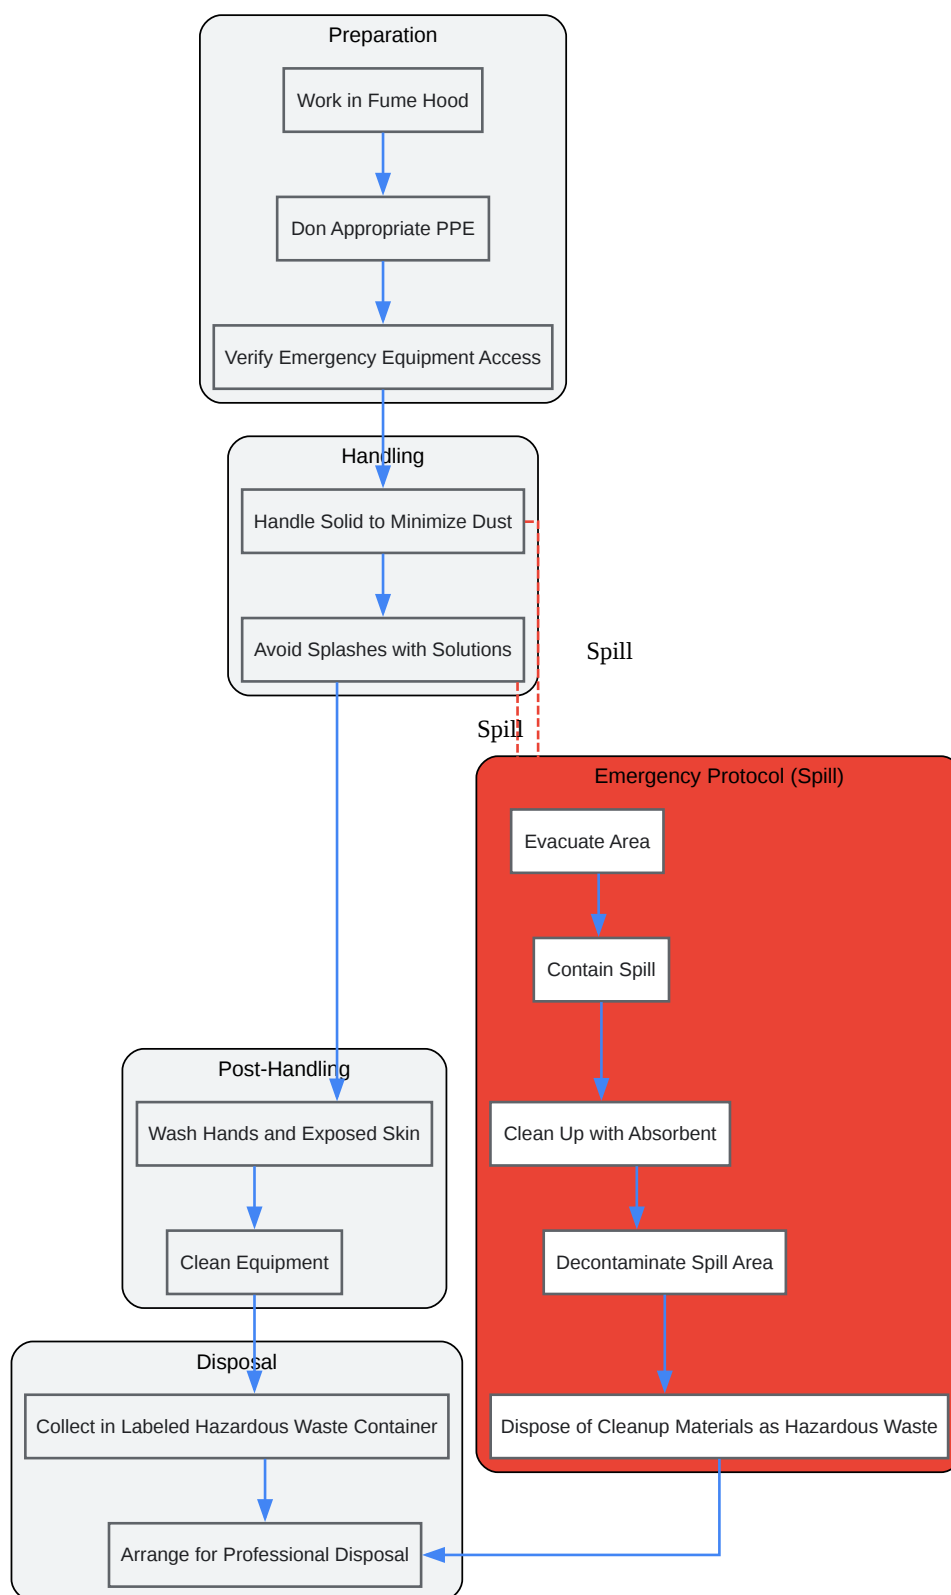 Preparation
Work in Fume Hood
Don Appropriate PPE
Verify Emergency Equipment Access
Handling
Handle Solid to Minimize Dust
Avoid Splashes with Solutions
Spill
Spill
Emergency Protocol (Spill)
Evacuate Area
Contain Spill
Clean Up with Absorbent
Decontaminate Spill Area
Dispose of Cleanup Materials as Hazardous Waste
Post-Handling
Wash Hands and Exposed Skin
Clean Equipment
Disposal
Collect in Labeled Hazardous Waste Container
Arrange for Professional Disposal